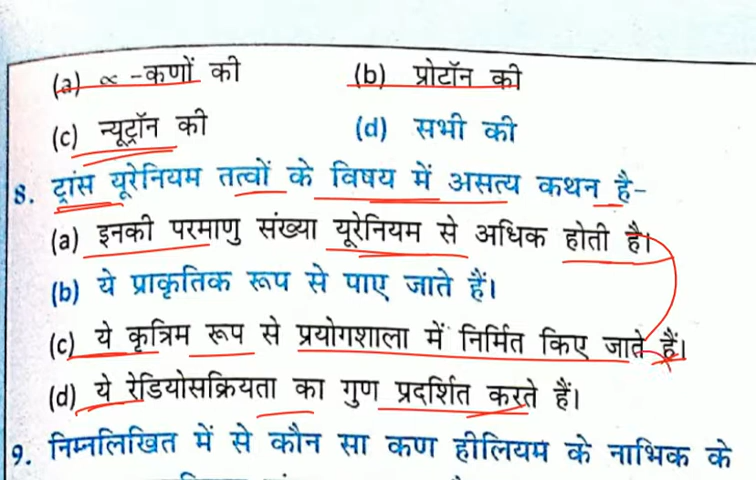 (a) ∝ -कणों की (b) प्रोटॉन की
(c) न्यूट्रॉन की (d) सभी की
8. ट्रांस यूरेनियम तत्वों के विषय में असत्य कथन है-
(a) इनकी परमाणु संख्या यूरेनियम से अधिक होती है।
(b) ये प्राकृतिक रूप से पाए जाते हैं।
(c) ये कृत्रिम रूप से प्रयोगशाला में निर्मित किए जाते हैं।
(d) ये रेडियोसक्रियता का गुण प्रदर्शित करते हैं।
9. निम्नलिखित में से कौन सा कण हीलियम के नाभिक के